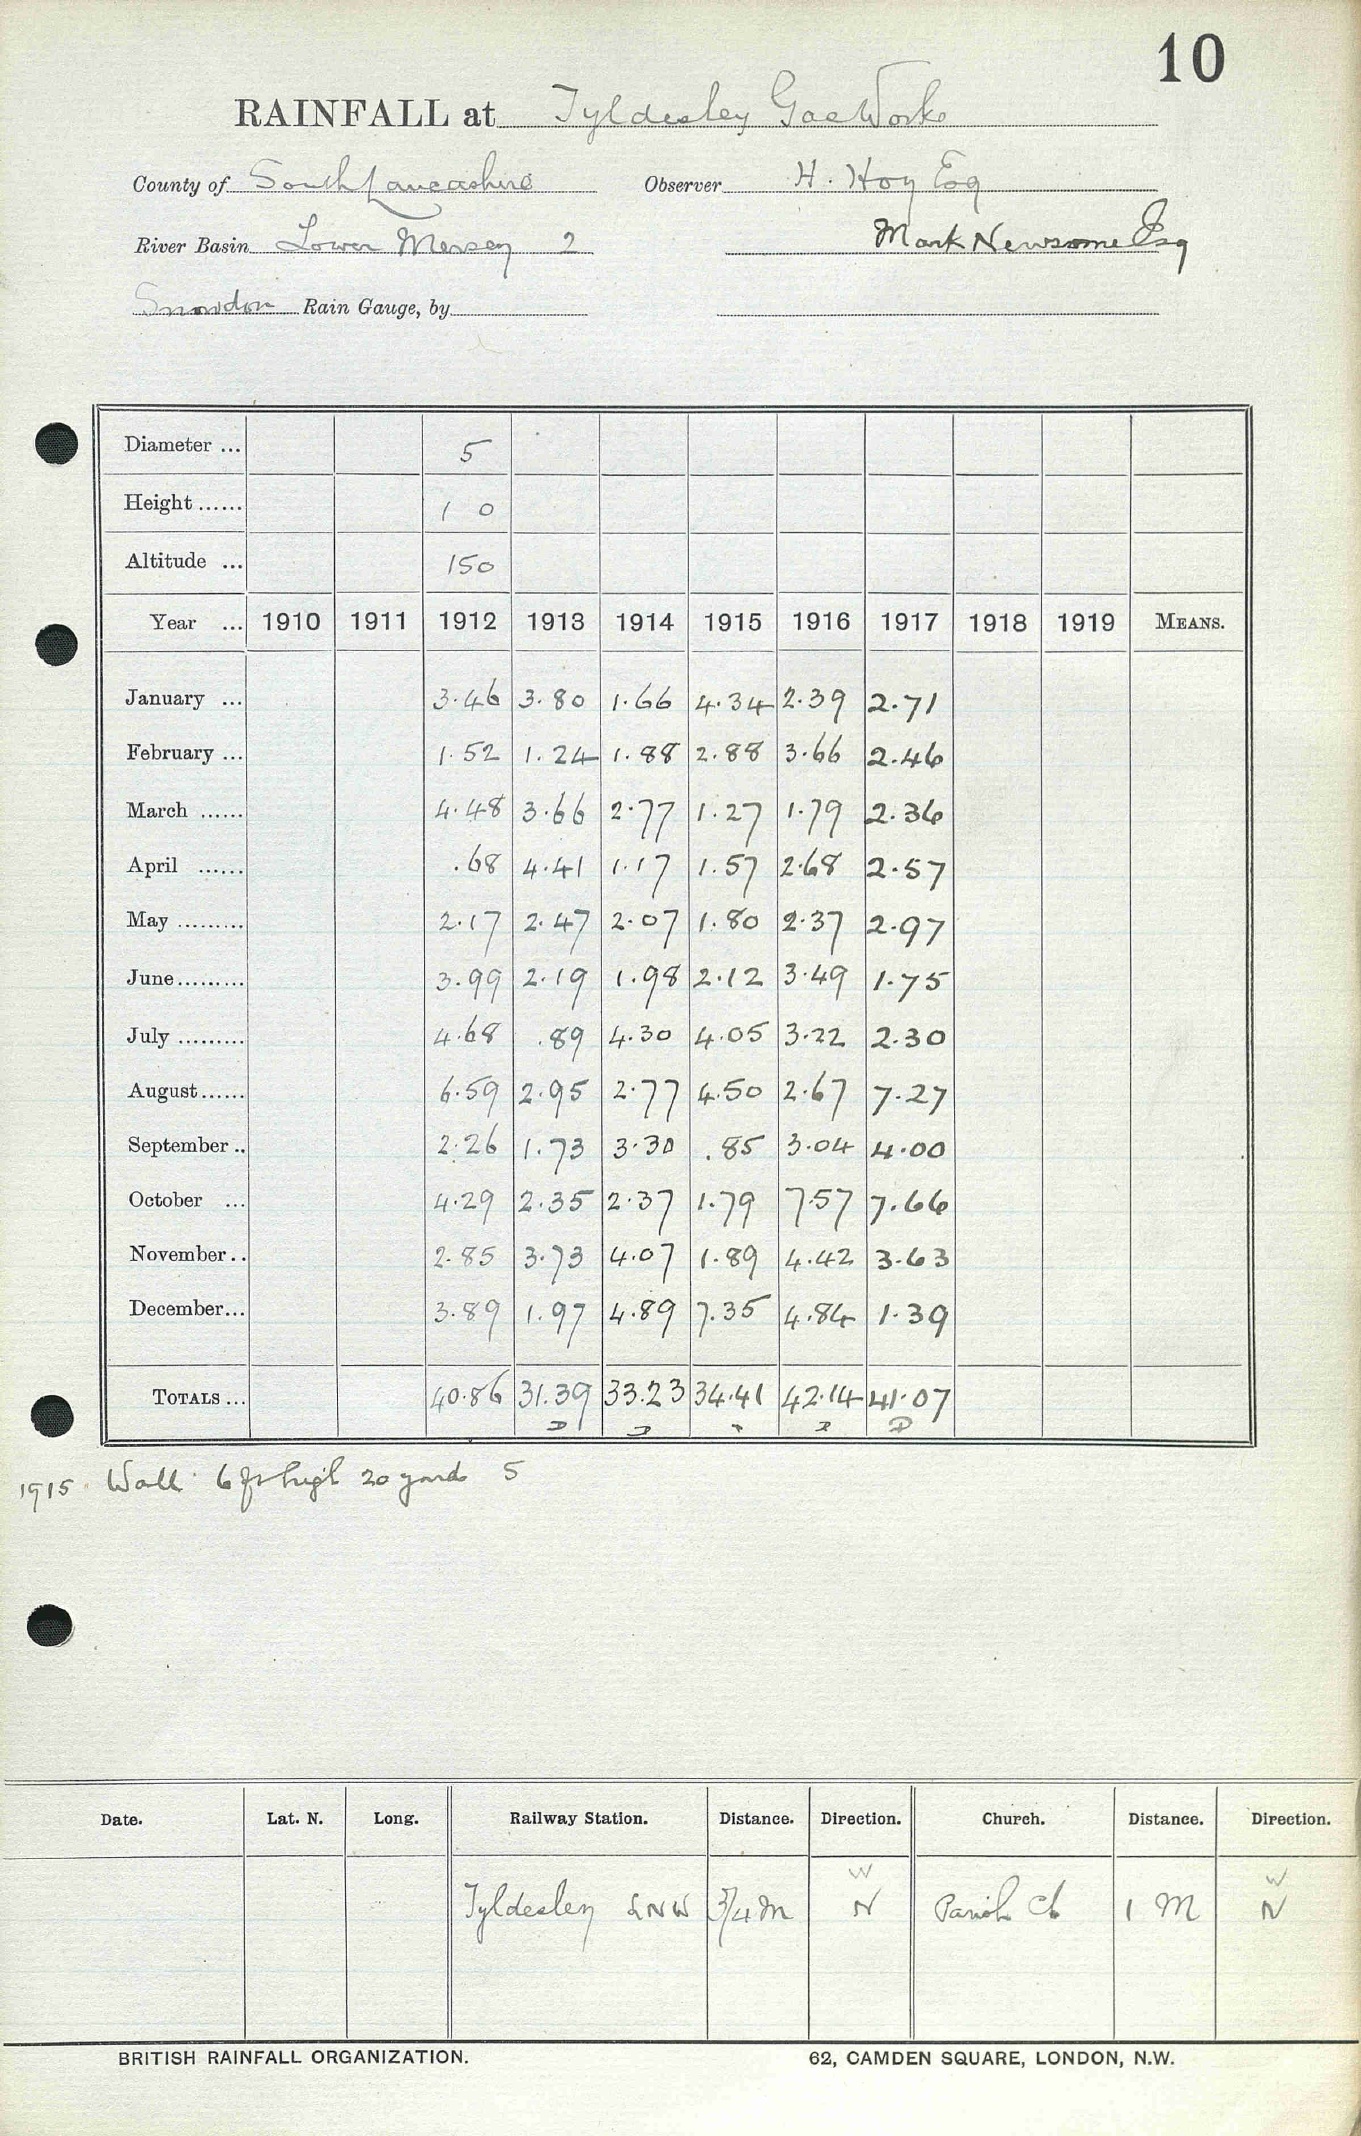 10
RAINFALL at Tyldesley Gas Works
County of South Lancashire Observer H. Hoy Esq
River Basin Lower Mersey 2 Mark Newsome Esq
Snowdon Rain Gauge, by
Diameter ... 5
Height ...... 1 0
Altitude ... 150
Year ... 1910 1911 1912 1913 1914 1915 1916 1917 1918 1919 MEANS.
January ... 3.46 3.80 1.66 4.34 2.39 2.71
February ... 1.52 1.24 1.88 2.88 3.66 2.46
March ...... 4.48 3.66 2.77 1.27 1.79 2.36
April ...... .68 4.41 1.17 1.57 2.68 2.57
May ......... 2.17 2.47 2.07 1.80 2.37 2.97
June ......... 3.99 2.19 1.98 2.12 3.49 1.75
July ......... 4.68 .89 4.30 4.05 3.22 2.30
August ...... 6.59 2.95 2.77 4.50 2.67 7.27
September .. 2.26 1.73 3.30 .85 3.04 4.00
October ... 4.29 2.35 2.37 1.79 7.57 7.66
November .. 2.85 3.73 4.07 1.89 4.42 3.63
December ... 3.89 1.97 4.89 7.35 4.84 1.39
TOTALS ... 40.86 31.39 33.23 34.41 42.14 41.07
D D D D
1915. Wall 6 ft high 20 yards S
Date. Lat. N. Long. Railway Station. Distance. Direction. Church. Distance. Direction.
W W
Tyldesley L N W 3/4 M N Parish Ch 1 M N
BRITISH RAINFALL ORGANIZATION. 62, CAMDEN SQUARE, LONDON, N.W.